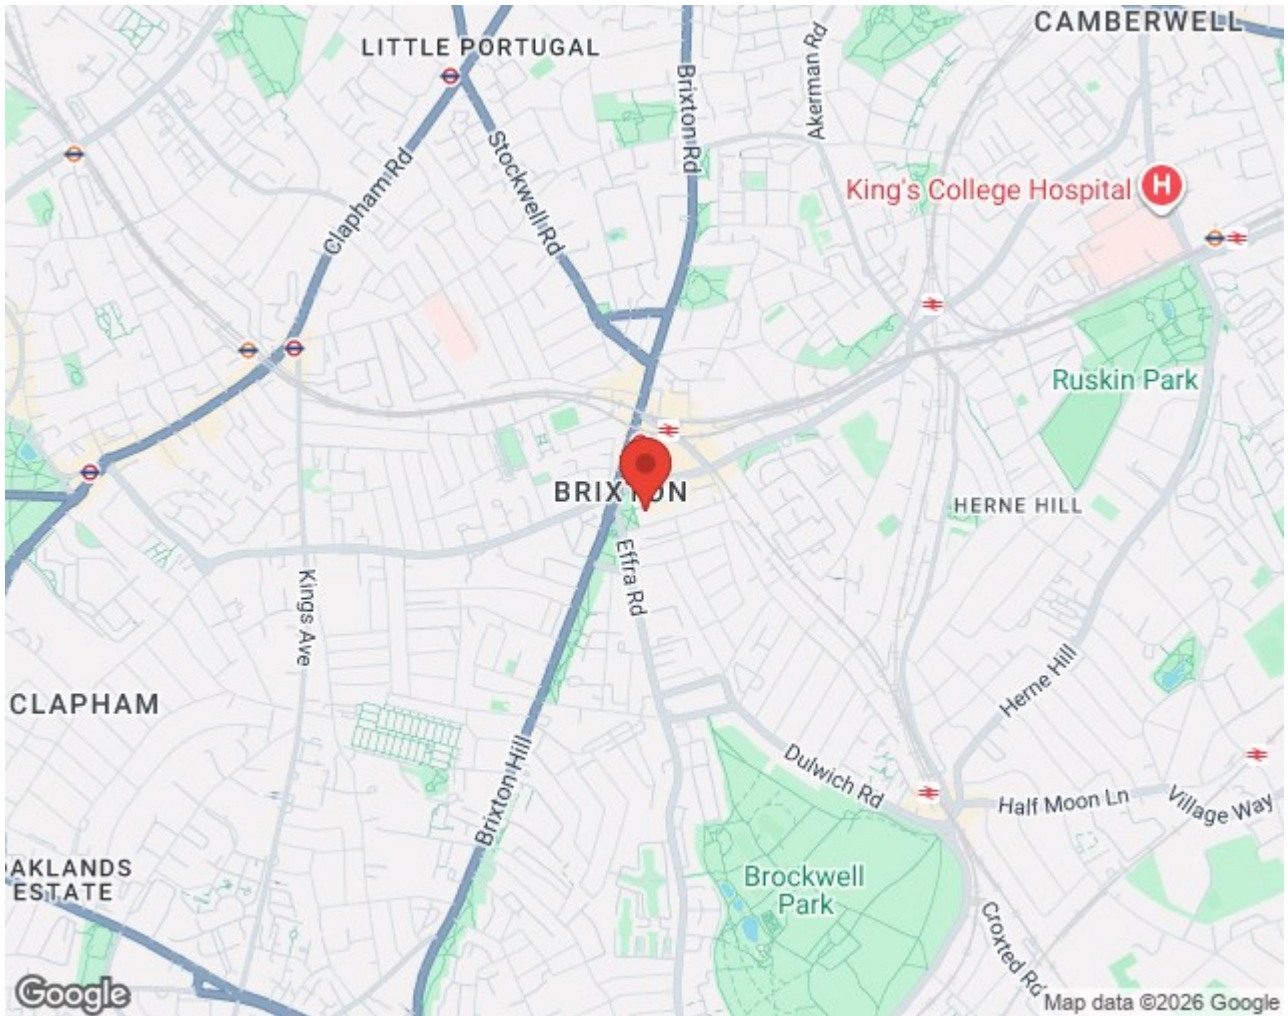 CAMBERWELL
LITTLE PORTUGAL
Akerman Rd
Brixton Rd
Stockwell Rd
Clapham Rd
King's College Hospital
H
Ruskin Park
BRIXTON
HERNE HILL
Effra Rd
Kings Ave
Herne Hill
CLAPHAM
Brixton Hill
Dulwich Rd
Half Moon Ln
Village Way
AKLANDS
ESTATE
Brockwell
Park
Croxted Rd
Google
Map data ©2026 Google